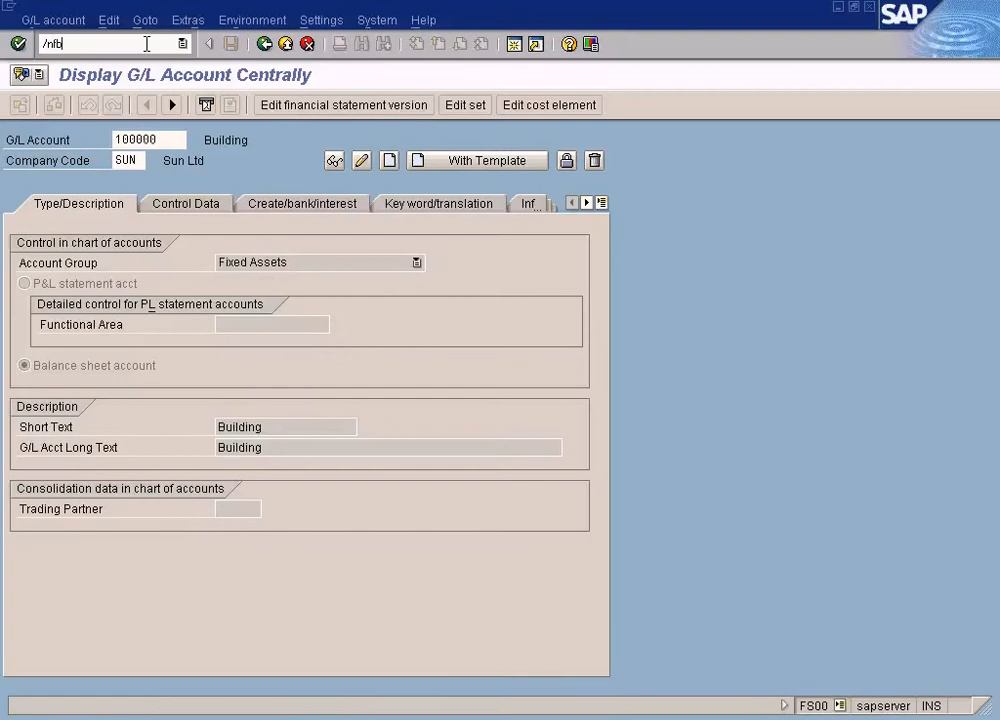 G/L account Edit Goto Extras Environment Settings System Help
SAP
/nfb
Display G/L Account Centrally
Edit financial statement version Edit set Edit cost element
G/L Account 100000 Building
Company Code SUN Sun Ltd
With Template
Type/Description Control Data Create/bank/interest Key word/translation Inf...
Control in chart of accounts
Account Group Fixed Assets
P&L statement acct
Detailed control for PL statement accounts
Functional Area
Balance sheet account
Description
Short Text Building
G/L Acct Long Text Building
Consolidation data in chart of accounts
Trading Partner
FS00 sapserver INS